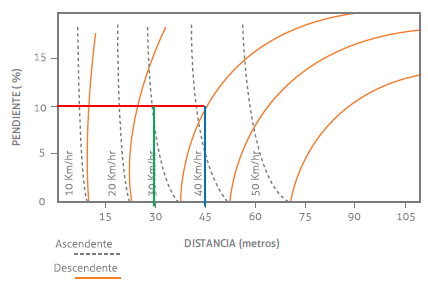 PENDIENTE ( %)
15
10
5
0
10 Km/hr
20 Km/hr
30 Km/hr
40 Km/hr
50 Km/hr
15 30 45 60 75 90 105
DISTANCIA (metros)
Ascendente
Descendente